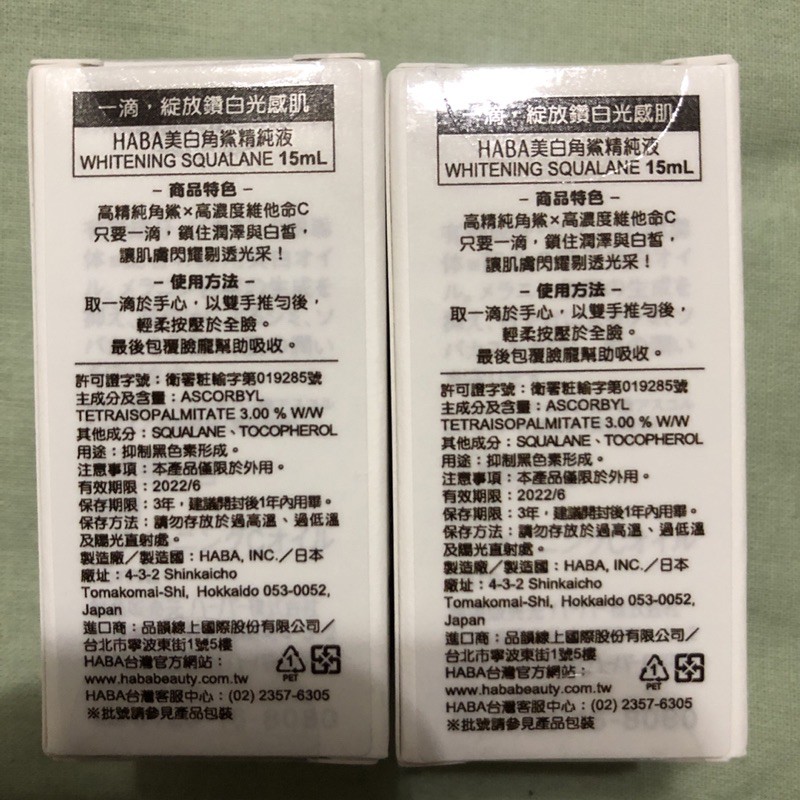 一滴，綻放鑽白光感肌
HABA美白角鯊精純液
WHITENING SQUALANE 15mL
– 商品特色 –
高精純角鯊×高濃度維他命C
只要一滴，鎖住潤澤與白皙，
讓肌膚閃耀剔透光采！
– 使用方法 –
取一滴於手心，以雙手推勻後，
輕柔按壓於全臉。
最後包覆臉龐幫助吸收。
許可證字號：衛署粧輸字第019285號
主成分及含量：ASCORBYL
TETRAISOPALMITATE 3.00 % W/W
其他成分：SQUALANE、TOCOPHEROL
用途：抑制黑色素形成。
注意事項：本產品僅限於外用。
有效期限：2022/6
保存期限：3年，建議開封後1年內用畢。
保存方法：請勿存放於過高溫、過低溫
及陽光直射處。
製造廠／製造國：HABA, INC.／日本
廠址：4-3-2 Shinkaicho
Tomakomai-Shi, Hokkaido 053-0052,
Japan
進口商：品韻線上國際股份有限公司／
台北市寧波東街1號5樓
HABA台灣官方網站：
www.hababeauty.com.tw
HABA台灣客服中心：(02) 2357-6305
※批號請參見產品包裝
1
PET
滴，綻放鑽白光感肌
HABA美白角鯊精純液
WHITENING SQUALANE 15mL
– 商品特色 –
高精純角鯊×高濃度維他命C
只要一滴，鎖住潤澤與白皙，
讓肌膚閃耀剔透光采！
– 使用方法 –
取一滴於手心，以雙手推勻後，
輕柔按壓於全臉。
最後包覆臉龐幫助吸收。
許可證字號：衛署粧輸字第019285號
主成分及含量：ASCORBYL
TETRAISOPALMITATE 3.00 % W/W
其他成分：SQUALANE、TOCOPHEROL
用途：抑制黑色素形成。
注意事項：本產品僅限於外用。
有效期限：2022/6
保存期限：3年，建議開封後1年內用畢。
保存方法：請勿存放於過高溫、過低溫
及陽光直射處。
製造廠／製造國：HABA, INC.／日本
廠址：4-3-2 Shinkaicho
Tomakomai-Shi, Hokkaido 053-0052,
Japan
進口商：品韻線上國際股份有限公司／
台北市寧波東街1號5樓
HABA台灣官方網站：
www.hababeauty.com.tw
HABA台灣客服中心：(02) 2357-6305
※批號請參見產品包裝
1
PET